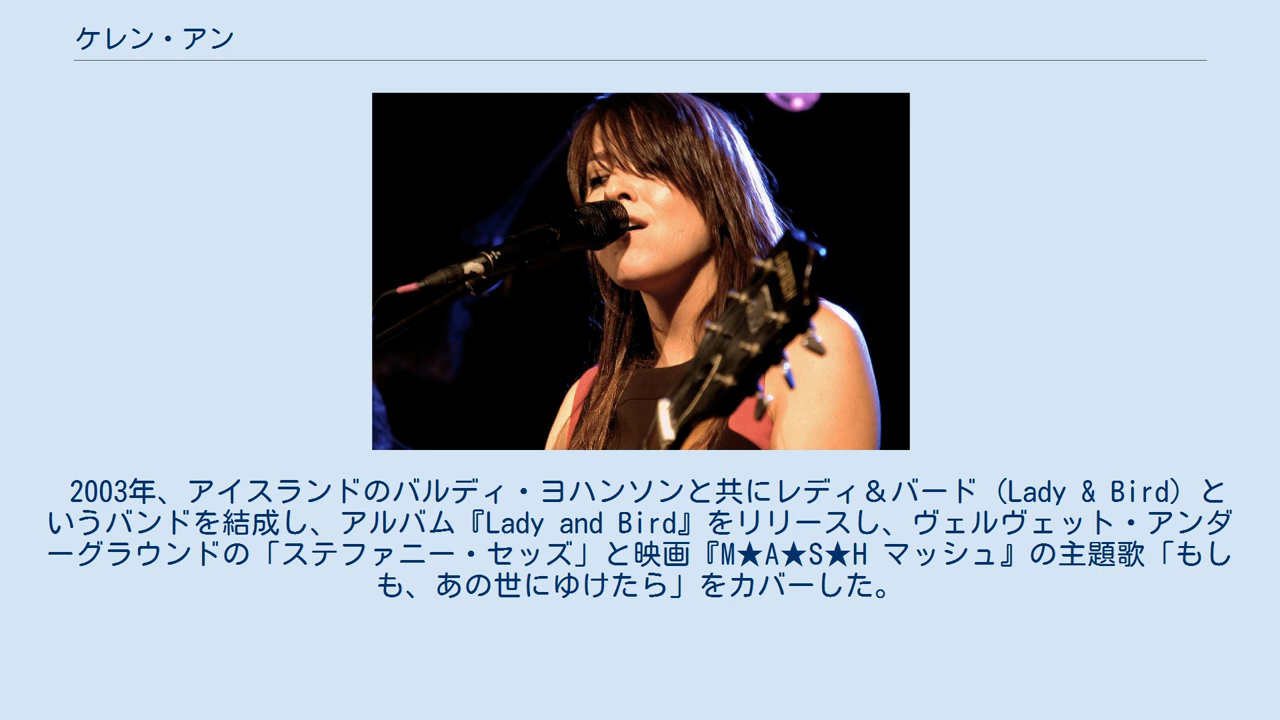 ケレン・アン
2003年、アイスランドのバルディ・ヨハンソンと共にレディ＆バード（Lady & Bird）と
いうバンドを結成し、アルバム『Lady and Bird』をリリースし、ヴェルヴェット・アンダ
ーグラウンドの「ステファニー・セッズ」と映画『M★A★S★H マッシュ』の主題歌「もし
も、あの世にゆけたら」をカバーした。